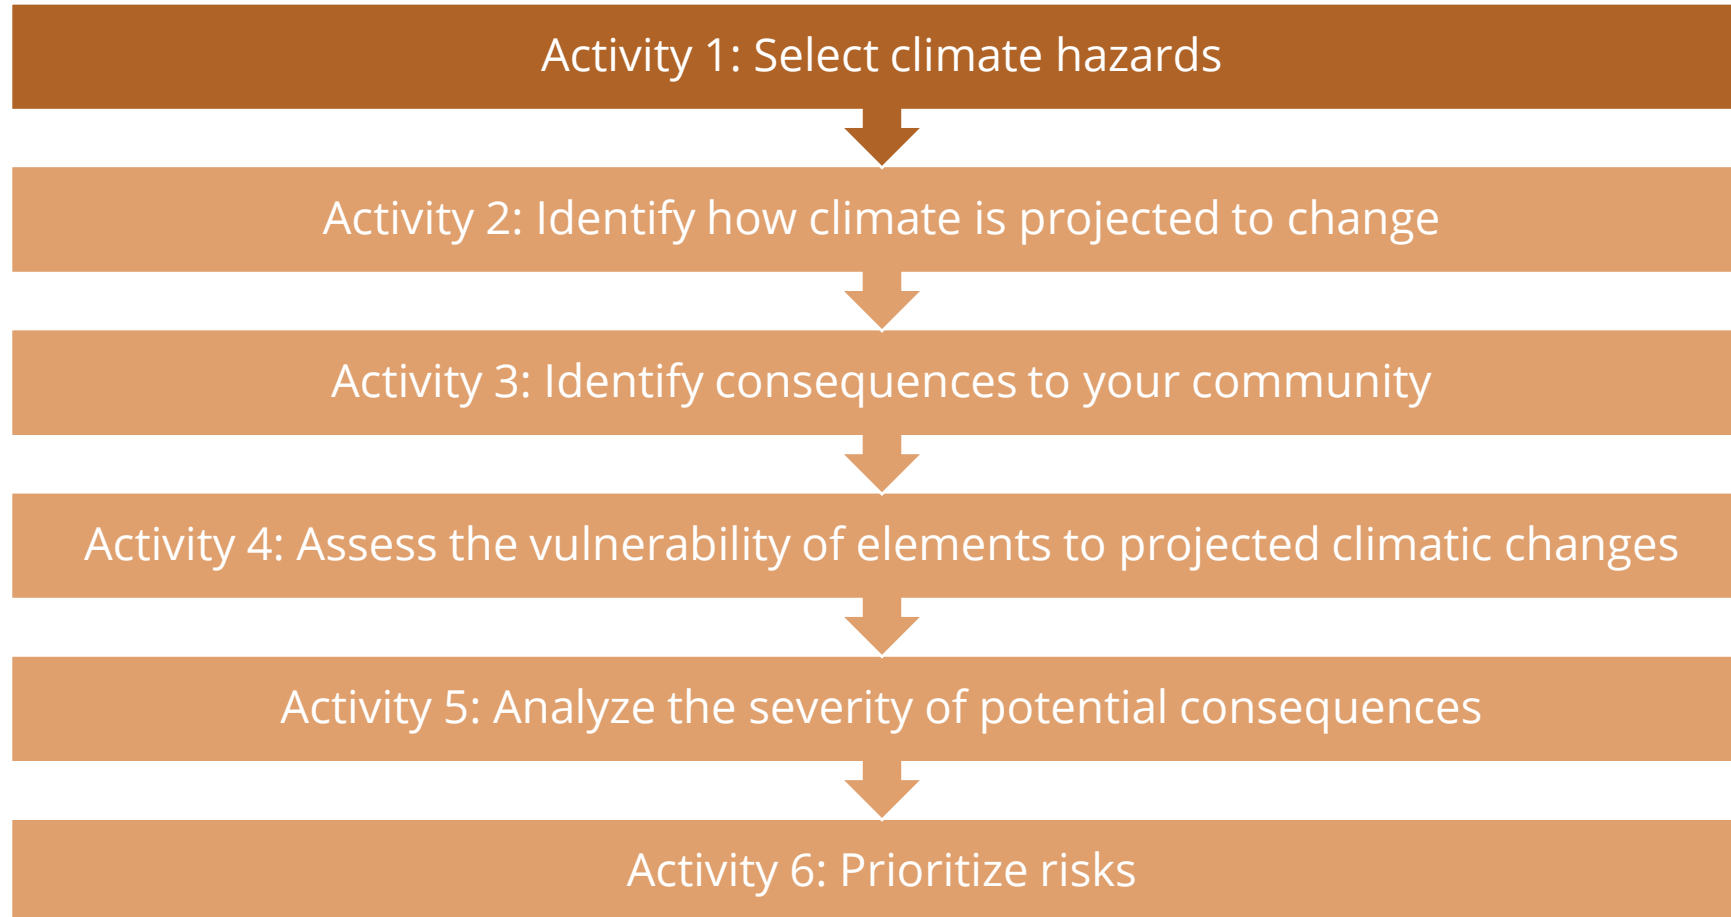 Activity 1: Select climate hazards
Activity 2: Identify how climate is projected to change
Activity 3: Identify consequences to your community
Activity 4: Assess the vulnerability of elements to projected climatic changes
Activity 5: Analyze the severity of potential consequences
Activity 6: Prioritize risks